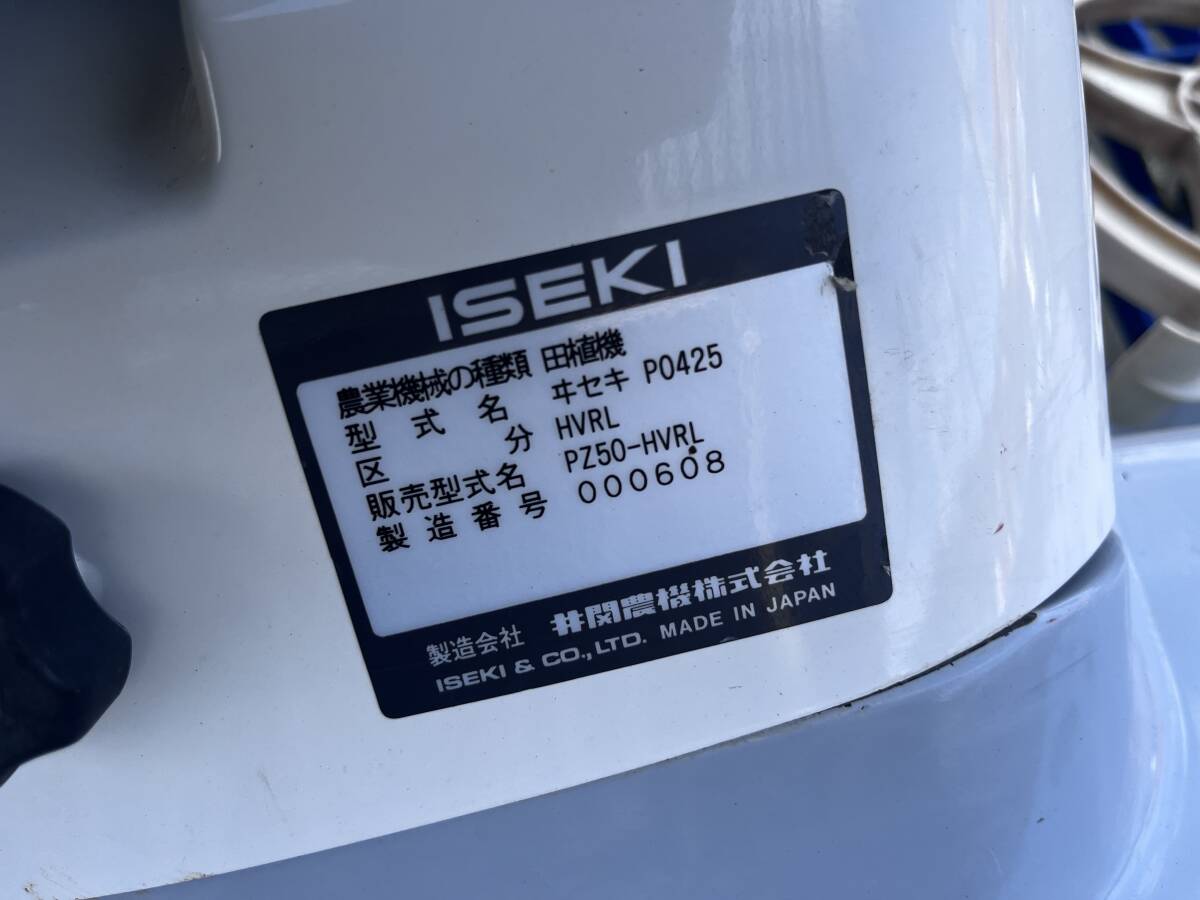 ISEKI
農業機械の種類 田植機
型式名 ヰセキ P0425
区分 HVRL
販売型式名 PZ50-HVRL
製造番号 000608
製造会社 井関農機株式会社
ISEKI & CO., LTD. MADE IN JAPAN